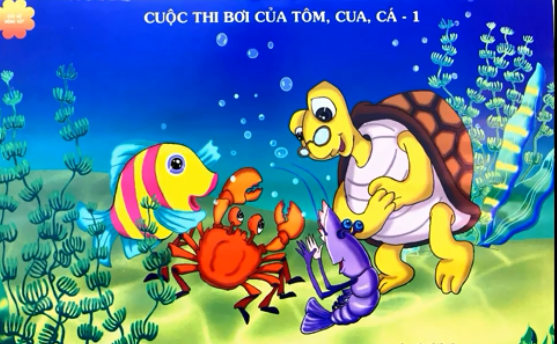 CUỘC THI BƠI CỦA TÔM, CUA, CÁ - 1